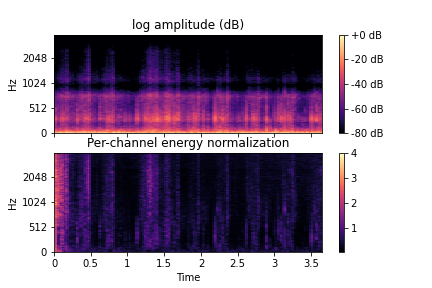 log amplitude (dB)
Hz
2048
1024
512
0
+0 dB
-20 dB
-40 dB
-60 dB
-80 dB
Per-channel energy normalization
Hz
2048
1024
512
0
4
3
2
1
0 0.5 1 1.5 2 2.5 3 3.5
Time